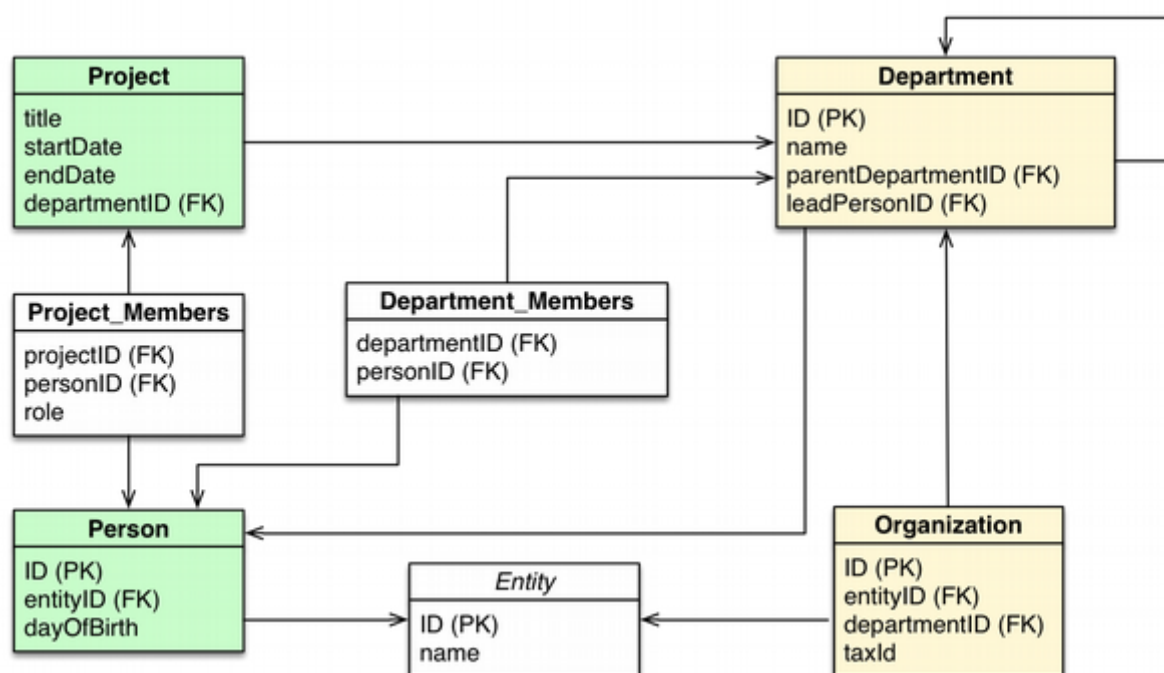 Project
title
startDate
endDate
departmentID (FK)
Department
ID (PK)
name
parentDepartmentID (FK)
leadPersonID (FK)
Project_Members
projectID (FK)
personID (FK)
role
Department_Members
departmentID (FK)
personID (FK)
Person
ID (PK)
entityID (FK)
dayOfBirth
Entity
ID (PK)
name
Organization
ID (PK)
entityID (FK)
departmentID (FK)
taxId